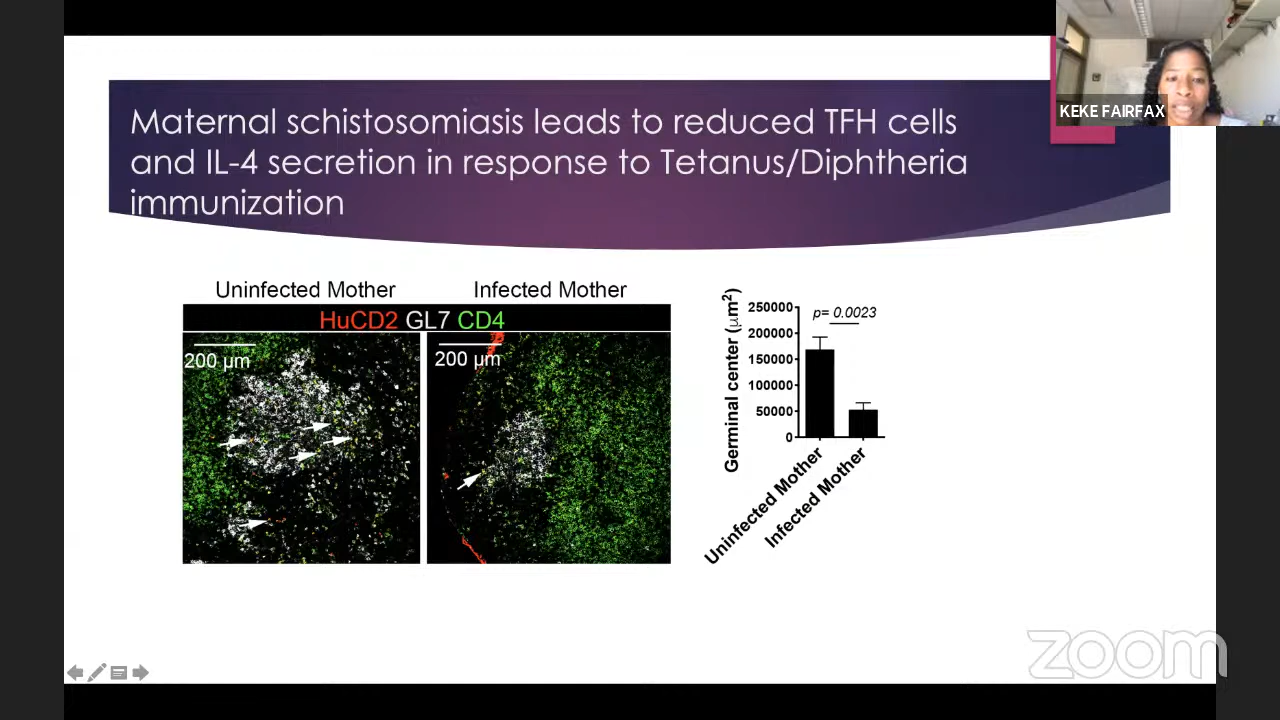 KEKE FAIRFAX
Maternal schistosomiasis leads to reduced TFH cells
and IL-4 secretion in response to Tetanus/Diphtheria
immunization
Uninfected Mother
Infected Mother
HuCD2 GL7 CD4
200 µm
200 µm
Germinal center (µm²)
250000
200000
150000
100000
50000
0
p= 0.0023
Uninfected Mother
Infected Mother
zoom